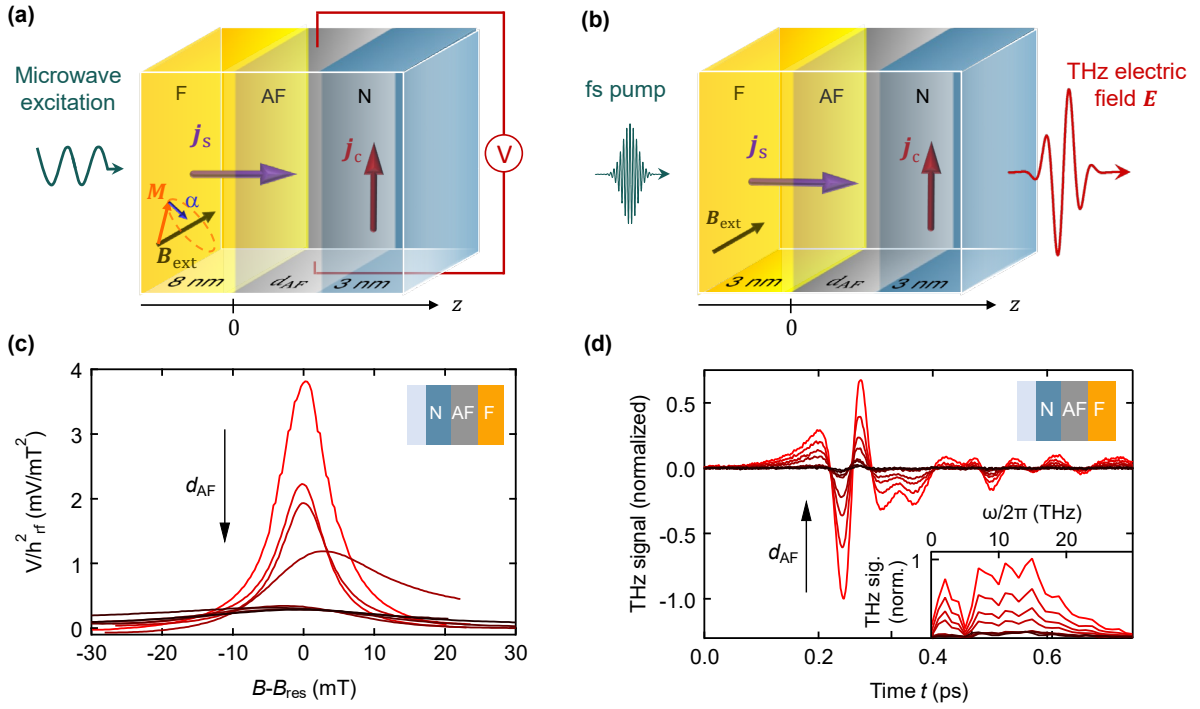 (a)
Microwave
excitation
F
AF
N
j_s
j_c
V
M
α
B_ext
8 nm
d_AF
3 nm
0
z
(b)
fs pump
F
AF
N
j_s
j_c
THz electric
field E
B_ext
3 nm
d_AF
3 nm
0
z
(c)
V/h²_rf (mV/mT²)
4
3
2
1
0
d_AF
N AF F
-30 -20 -10 0 10 20 30
B-B_res (mT)
(d)
THz signal (normalized)
0.5
0.0
-0.5
-1.0
d_AF
N AF F
ω/2π (THz)
0 10 20
THz sig.
(norm.)
1
0
0.0 0.2 0.4 0.6
Time t (ps)